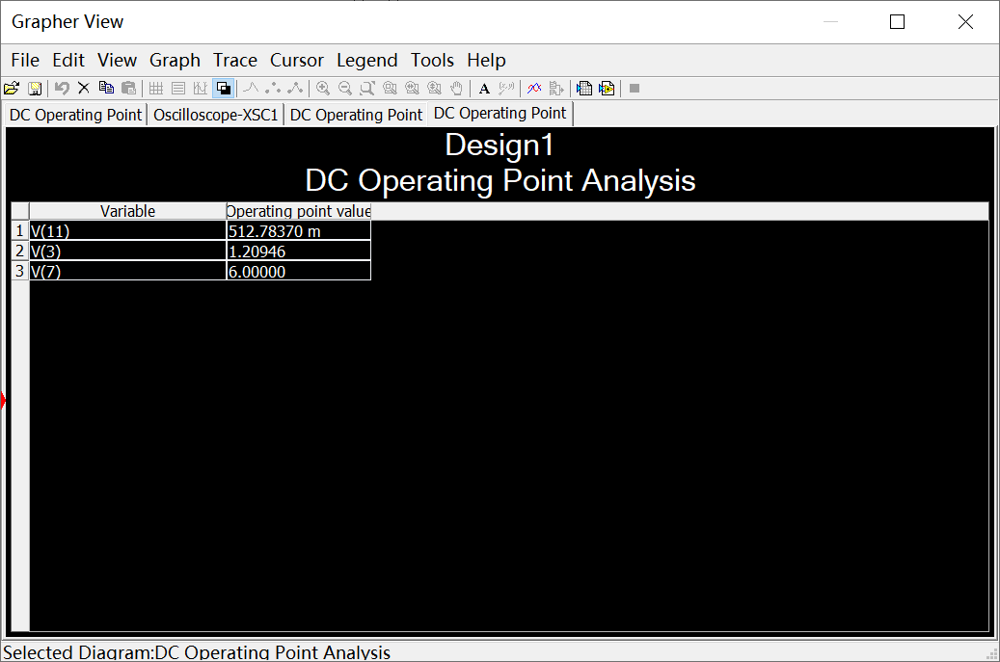 Grapher View
File Edit View Graph Trace Cursor Legend Tools Help
A
DC Operating Point Oscilloscope-XSC1 DC Operating Point DC Operating Point
Design1
DC Operating Point Analysis
Variable Operating point value
1 V(11) 512.78370 m
2 V(3) 1.20946
3 V(7) 6.00000
Selected Diagram:DC Operating Point Analysis